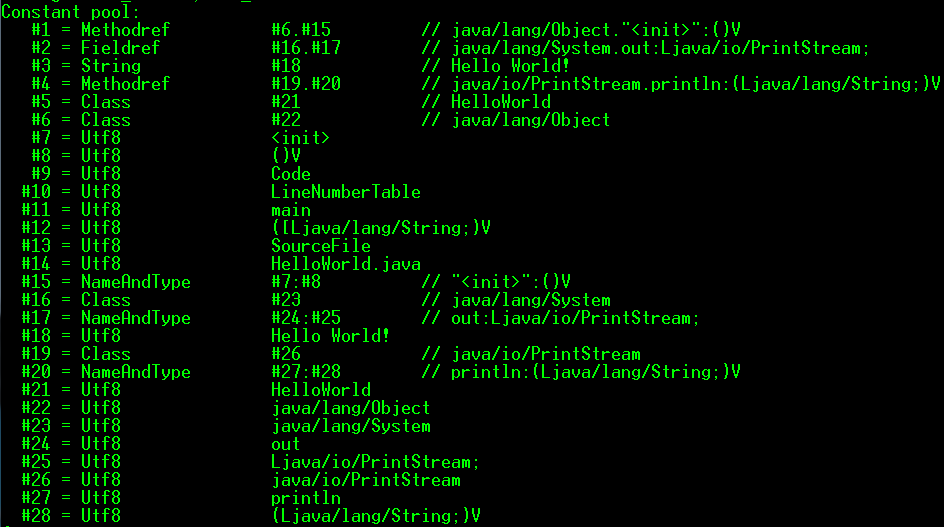 Constant pool:
#1 = Methodref #6.#15 // java/lang/Object."<init>":()V
#2 = Fieldref #16.#17 // java/lang/System.out:Ljava/io/PrintStream;
#3 = String #18 // Hello World!
#4 = Methodref #19.#20 // java/io/PrintStream.println:(Ljava/lang/String;)V
#5 = Class #21 // HelloWorld
#6 = Class #22 // java/lang/Object
#7 = Utf8 <init>
#8 = Utf8 ()V
#9 = Utf8 Code
#10 = Utf8 LineNumberTable
#11 = Utf8 main
#12 = Utf8 ([Ljava/lang/String;)V
#13 = Utf8 SourceFile
#14 = Utf8 HelloWorld.java
#15 = NameAndType #7:#8 // "<init>":()V
#16 = Class #23 // java/lang/System
#17 = NameAndType #24:#25 // out:Ljava/io/PrintStream;
#18 = Utf8 Hello World!
#19 = Class #26 // java/io/PrintStream
#20 = NameAndType #27:#28 // println:(Ljava/lang/String;)V
#21 = Utf8 HelloWorld
#22 = Utf8 java/lang/Object
#23 = Utf8 java/lang/System
#24 = Utf8 out
#25 = Utf8 Ljava/io/PrintStream;
#26 = Utf8 java/io/PrintStream
#27 = Utf8 println
#28 = Utf8 (Ljava/lang/String;)V